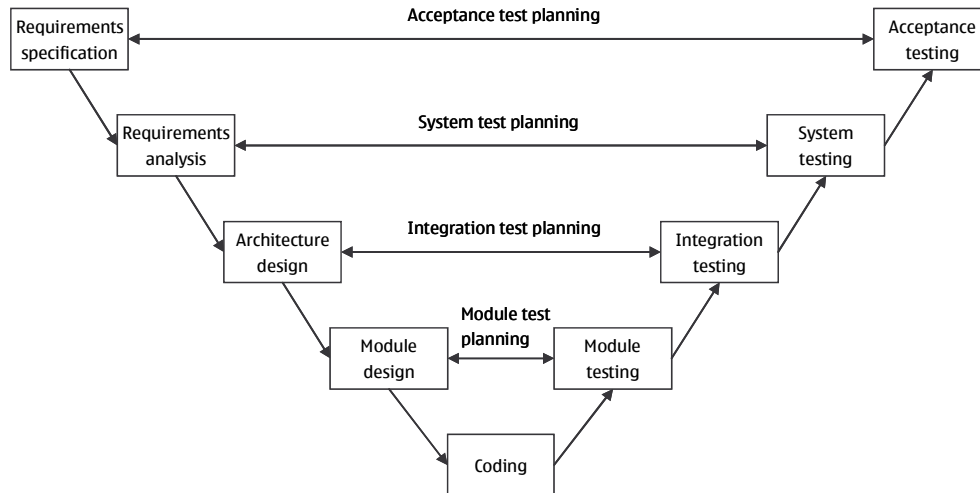 Acceptance test planning
Requirements
specification
Acceptance
testing
System test planning
Requirements
analysis
System
testing
Integration test planning
Architecture
design
Integration
testing
Module test
planning
Module
design
Module
testing
Coding